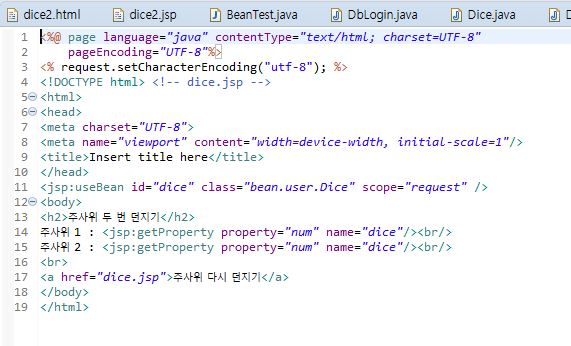 dice2.html dice2.jsp BeanTest.java DbLogin.java Dice.java
1 <%@ page language="java" contentType="text/html; charset=UTF-8"
2 pageEncoding="UTF-8"%>
3 <% request.setCharacterEncoding("utf-8"); %>
4 <!DOCTYPE html> <!-- dice.jsp -->
5 <html>
6 <head>
7 <meta charset="UTF-8">
8 <meta name="viewport" content="width=device-width, initial-scale=1"/>
9 <title>Insert title here</title>
10 </head>
11 <jsp:useBean id="dice" class="bean.user.Dice" scope="request" />
12 <body>
13 <h2>주사위 두 번 던지기</h2>
14 주사위 1 : <jsp:getProperty property="num" name="dice"/><br/>
15 주사위 2 : <jsp:getProperty property="num" name="dice"/><br/>
16 <br>
17 <a href="dice.jsp">주사위 다시 던지기</a>
18 </body>
19 </html>